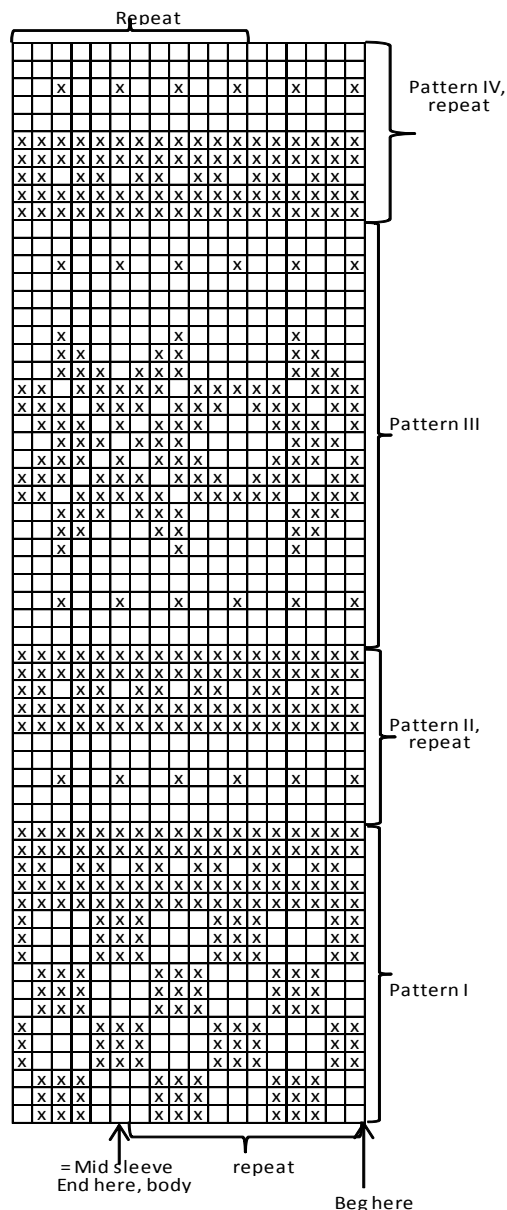 Repeat
Pattern IV,
repeat
Pattern III
Pattern II,
repeat
Pattern I
= Mid sleeve
End here, body
repeat
Beg here